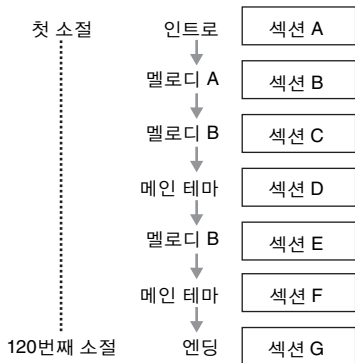 첫 소절 인트로 섹션 A
멜로디 A 섹션 B
멜로디 B 섹션 C
메인 테마 섹션 D
멜로디 B 섹션 E
메인 테마 섹션 F
120번째 소절 엔딩 섹션 G